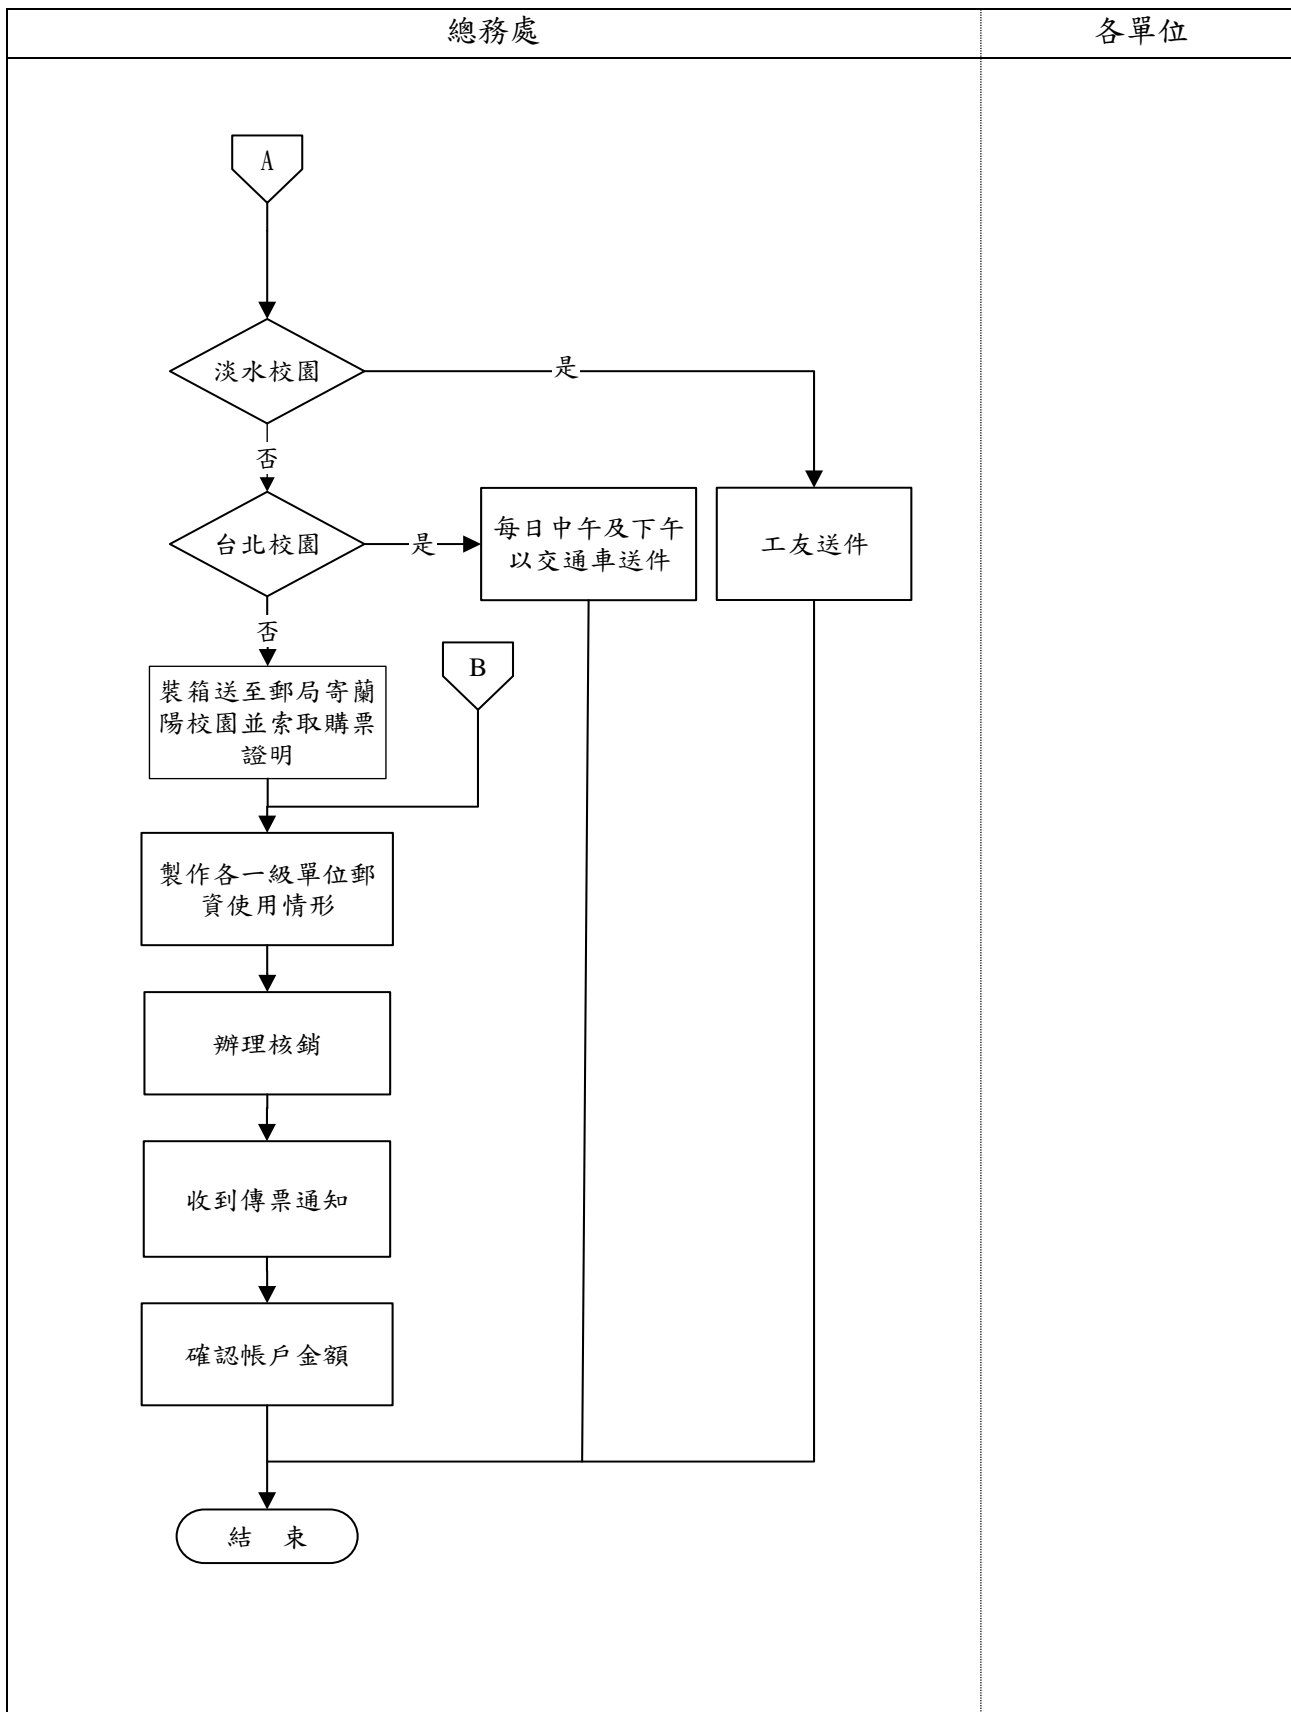 總務處
各單位
A
淡水校園
是
否
台北校園
是
每日中午及下午
以交通車送件
工友送件
否
B
裝箱送至郵局寄蘭
陽校園並索取購票
證明
製作各一級單位郵
資使用情形
辦理核銷
收到傳票通知
確認帳戶金額
結 束